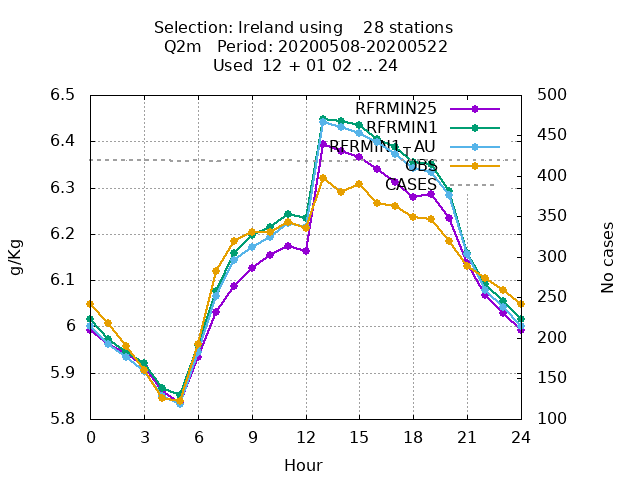 Selection: Ireland using 28 stations
Q2m Period: 20200508-20200522
Used 12 + 01 02 ... 24
6.5
6.4
6.3
6.2
6.1
6
5.9
5.8
g/Kg
500
450
400
350
300
250
200
150
100
No cases
RFRMIN25
RFRMIN1
RFRMIN1-AU
OBS
CASES
0 3 6 9 12 15 18 21 24
Hour